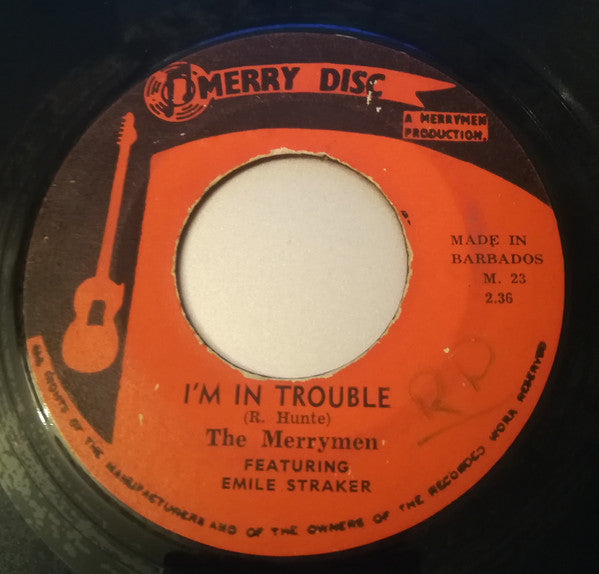 MERRY DISC
A MERRYMEN
PRODUCTION.
MADE IN
BARBADOS
M. 23
2.36
I'M IN TROUBLE
(R. Hunte)
The Merrymen
FEATURING
EMILE STRAKER
ALL RIGHTS OF THE MANUFACTURERS AND OF THE OWNERS OF THE RECORDED WORK RESERVED